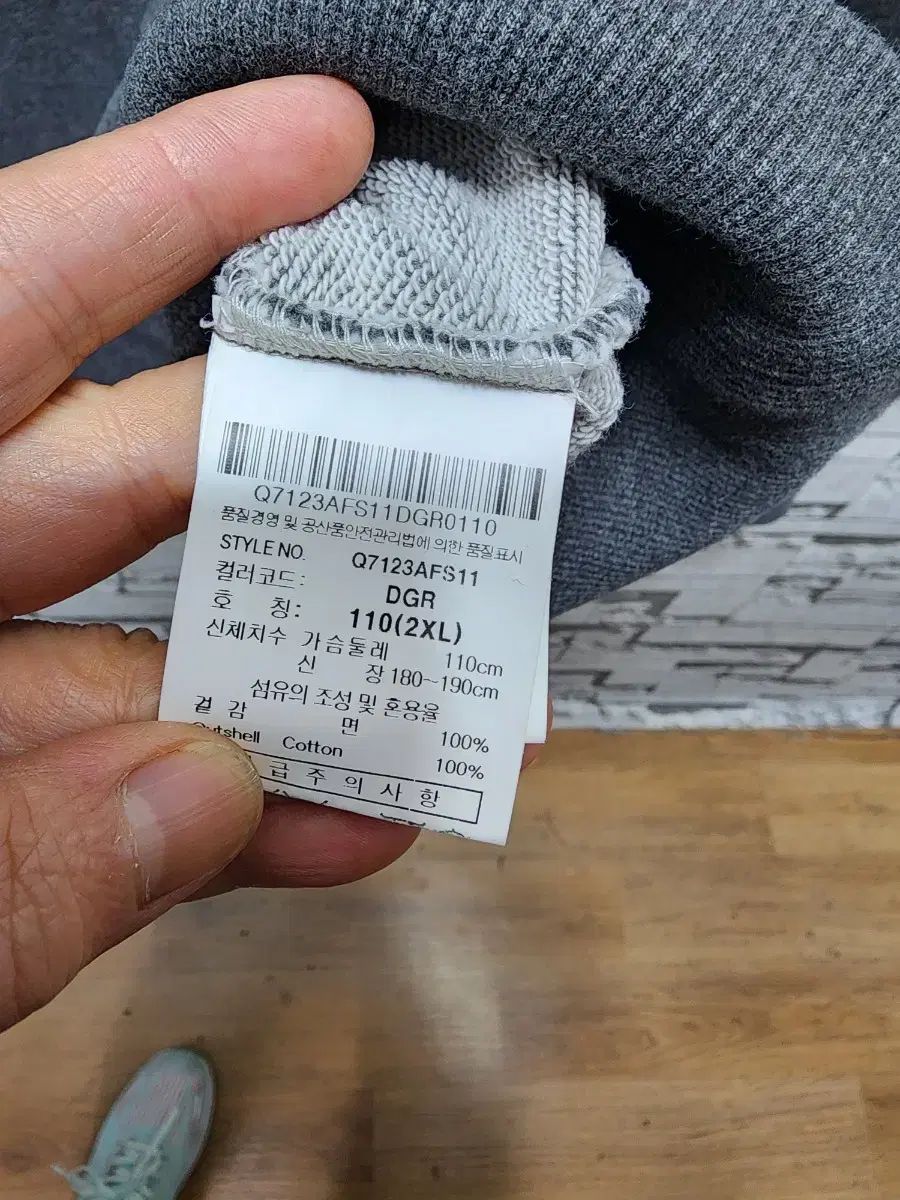 Q7123AFS11DGR0110
품질경영 및 공산품안전관리법에 의한 품질표시
STYLE NO. Q7123AFS11
컬러코드: DGR
호 칭: 110(2XL)
신체치수 가슴둘레 110cm
신 장 180~190cm
섬유의 조성 및 혼용율
겉 감 면 100%
Cotton 100%
급 주 의 사 항